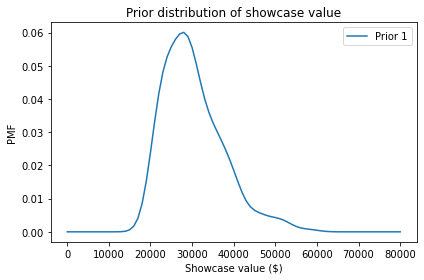 Prior distribution of showcase value
Prior 1
0.06
0.05
0.04
0.03
0.02
0.01
0.00
PMF
0 10000 20000 30000 40000 50000 60000 70000 80000
Showcase value ($)